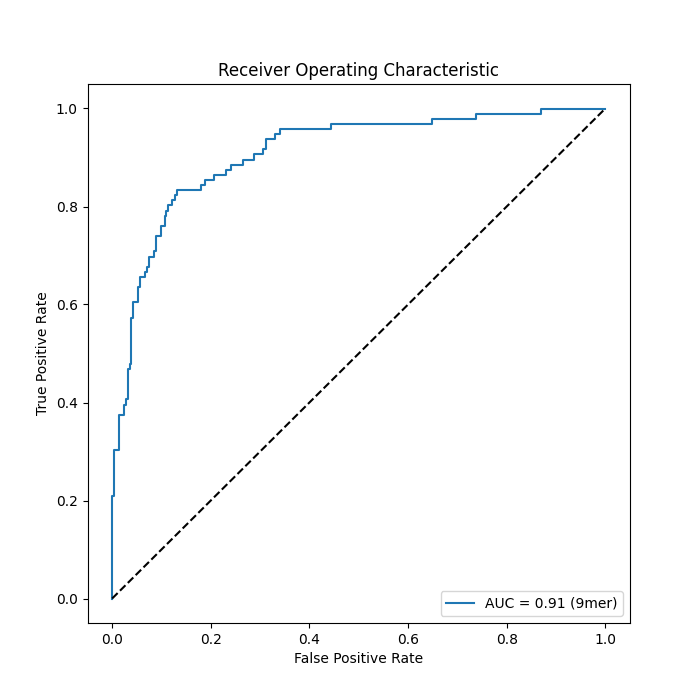 Receiver Operating Characteristic
True Positive Rate
1.0
0.8
0.6
0.4
0.2
0.0
AUC = 0.91 (9mer)
0.0 0.2 0.4 0.6 0.8 1.0
False Positive Rate